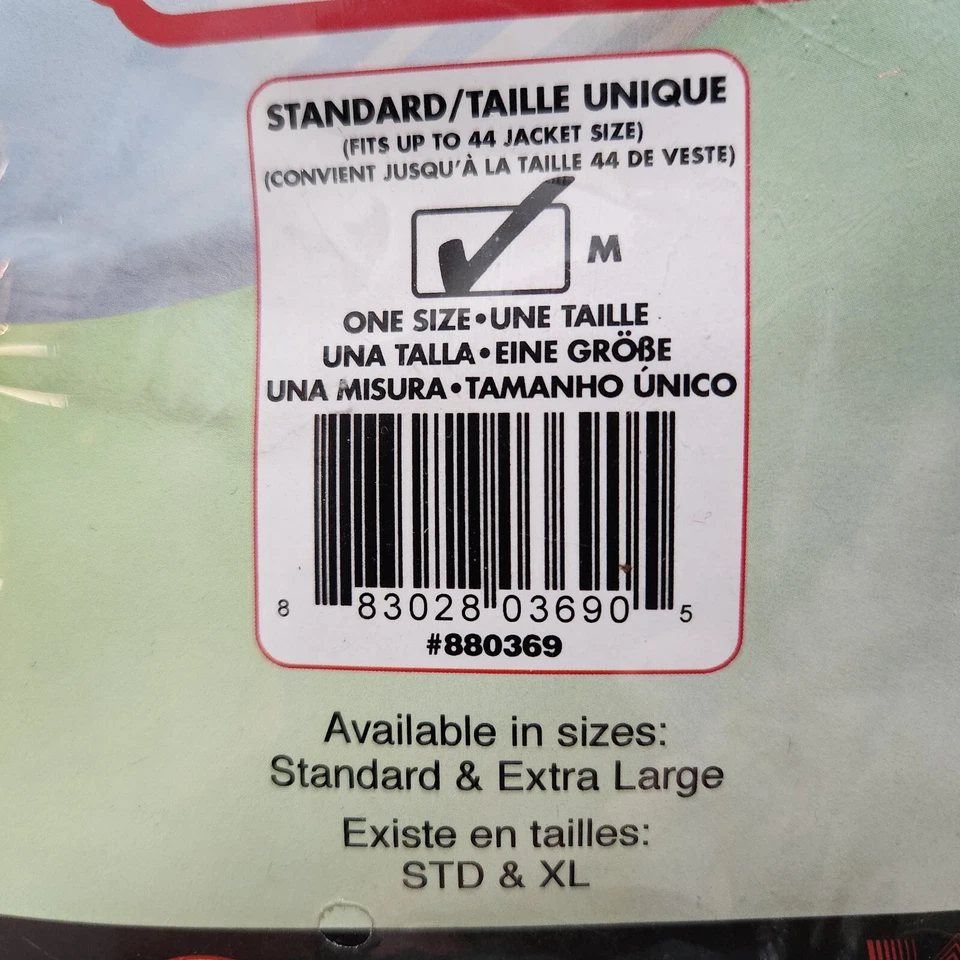 STANDARD/TAILLE UNIQUE
(FITS UP TO 44 JACKET SIZE)
(CONVIENT JUSQU'À LA TAILLE 44 DE VESTE)
M
ONE SIZE•UNE TAILLE
UNA TALLA•EINE GRÖßE
UNA MISURA•TAMANHO ÚNICO
8 83028 03690 5
#880369
Available in sizes:
Standard & Extra Large
Existe en tailles:
STD & XL